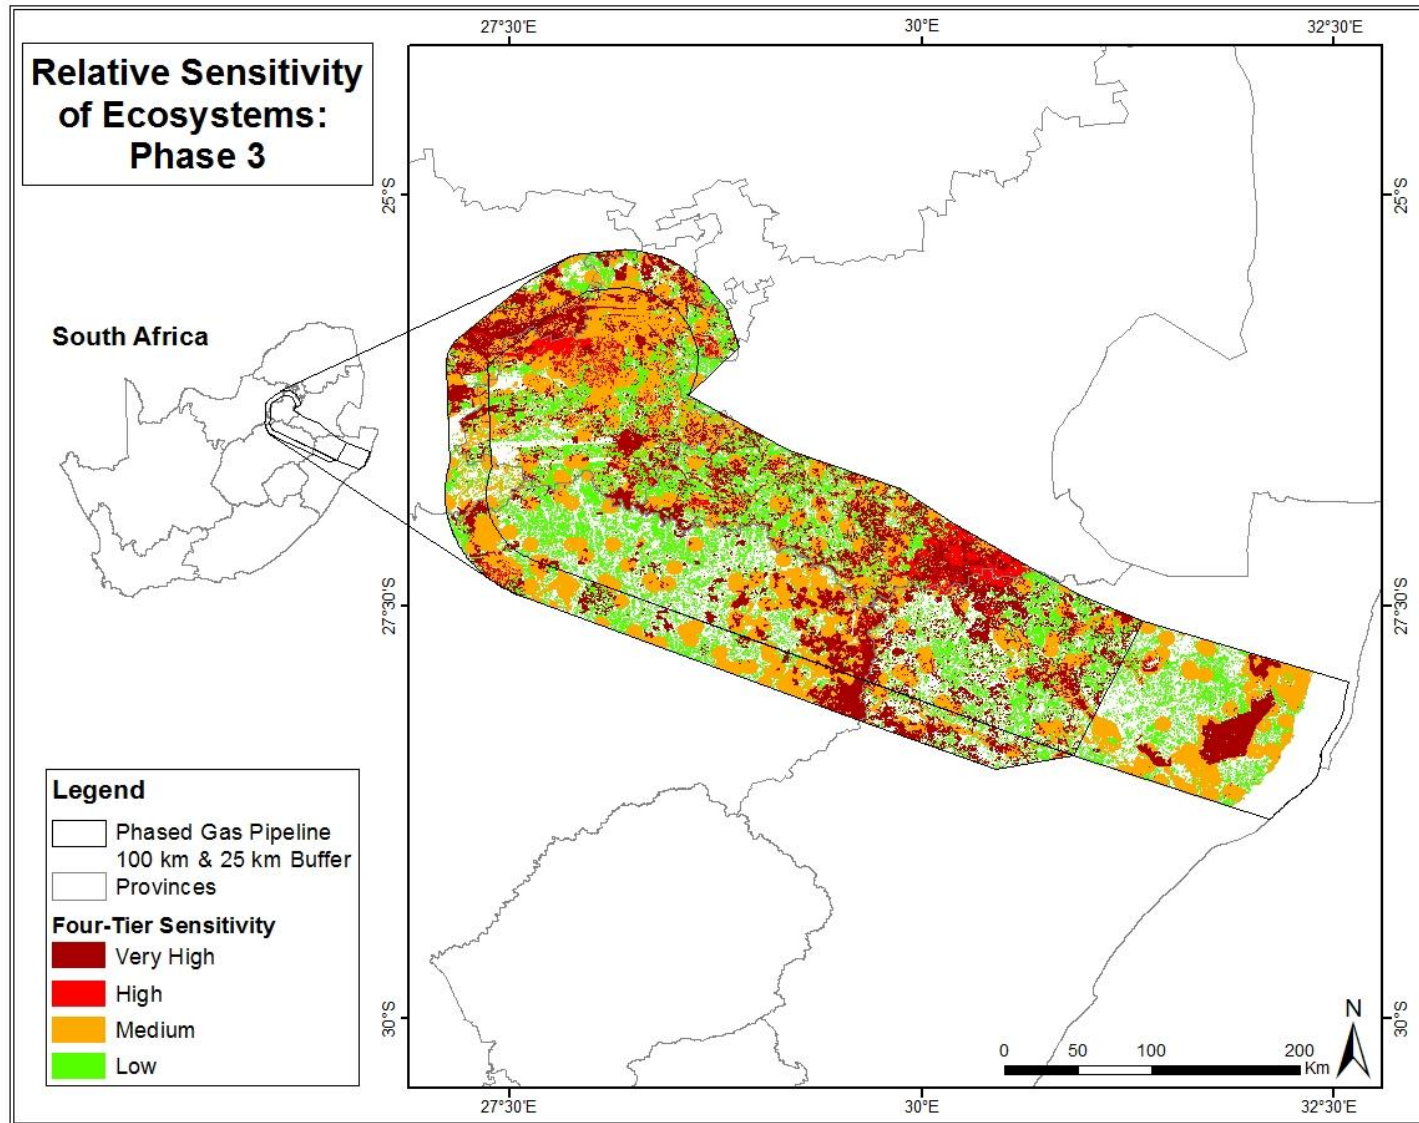 Relative Sensitivity
of Ecosystems:
Phase 3
27°30'E
30°E
32°30'E
25°S
25°S
South Africa
27°30'S
27°30'S
Legend
Phased Gas Pipeline
100 km & 25 km Buffer
Provinces
Four-Tier Sensitivity
Very High
High
Medium
Low
30°S
30°S
N
0 50 100 200
Km
27°30'E
30°E
32°30'E